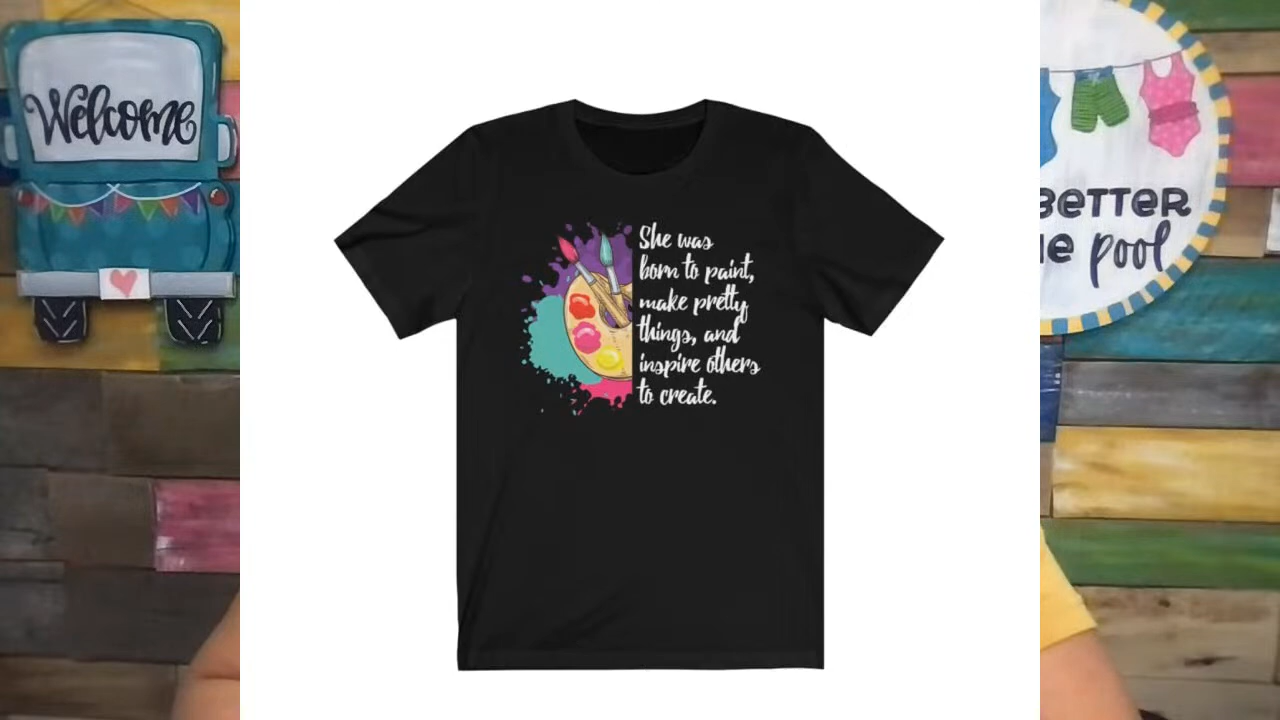 Welcome
She was
born to paint,
make pretty
things, and
inspire others
to create.
BETTER
pool